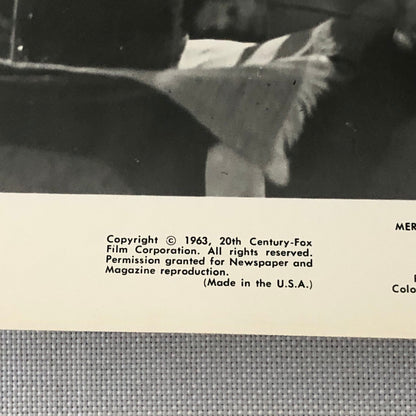 MER
Copyright © 1963, 20th Century-Fox
Film Corporation. All rights reserved.
Permission granted for Newspaper and
Magazine reproduction.
(Made in the U.S.A.)
Colo